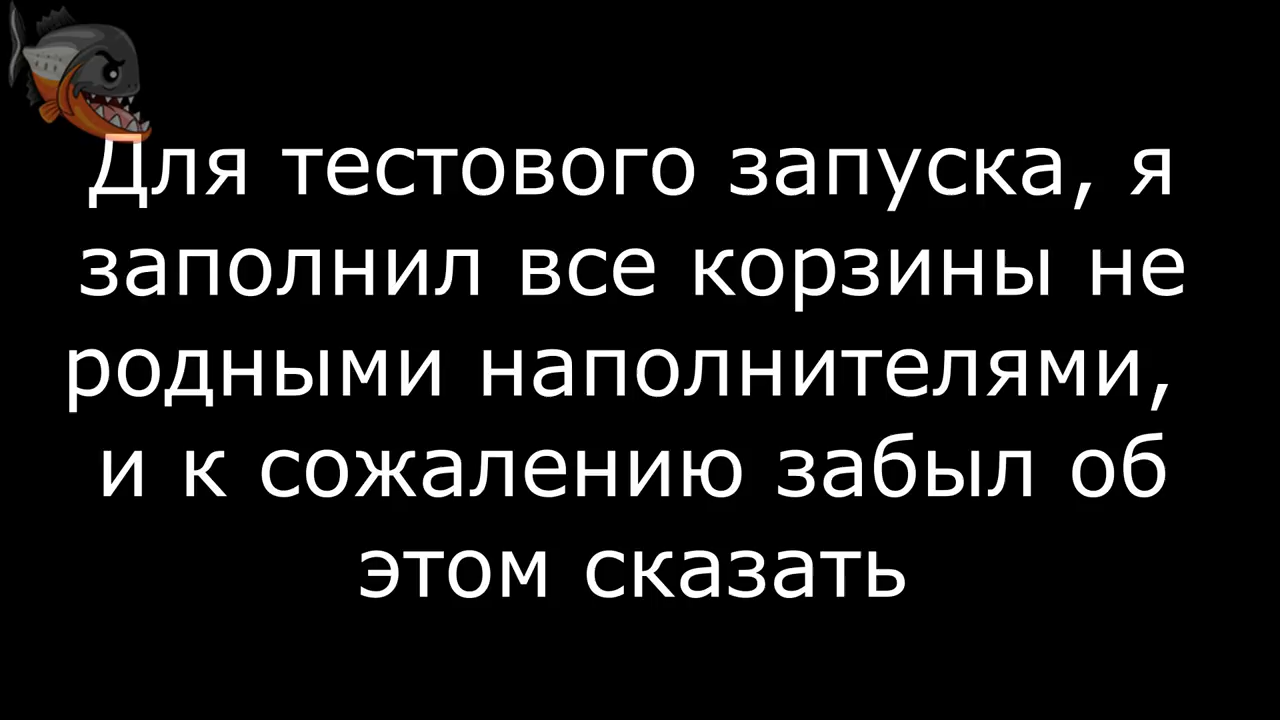 Для тестового запуска, я
заполнил все корзины не
родными наполнителями,
и к сожалению забыл об
этом сказать